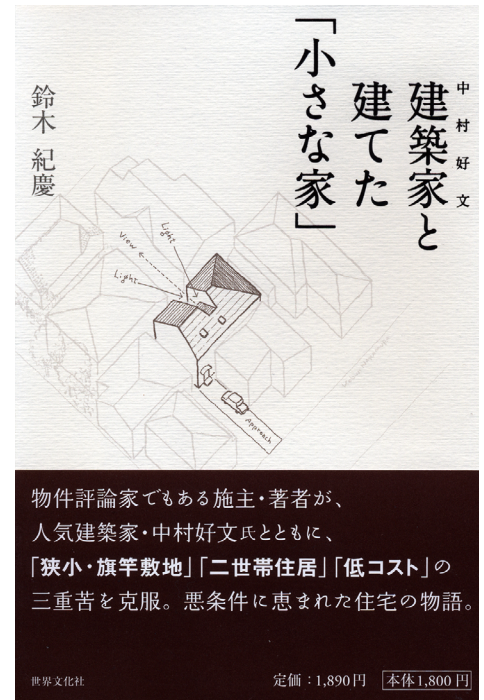 中村好文
建築家と
建てた
「小さな家」
鈴木 紀慶
Light
View
Light
Approach
物件評論家でもある施主・著者が、
人気建築家・中村好文氏とともに、
「狭小・旗竿敷地」「二世帯住居」「低コスト」の
三重苦を克服。悪条件に恵まれた住宅の物語。
世界文化社
定価：1,890円
本体1,800円